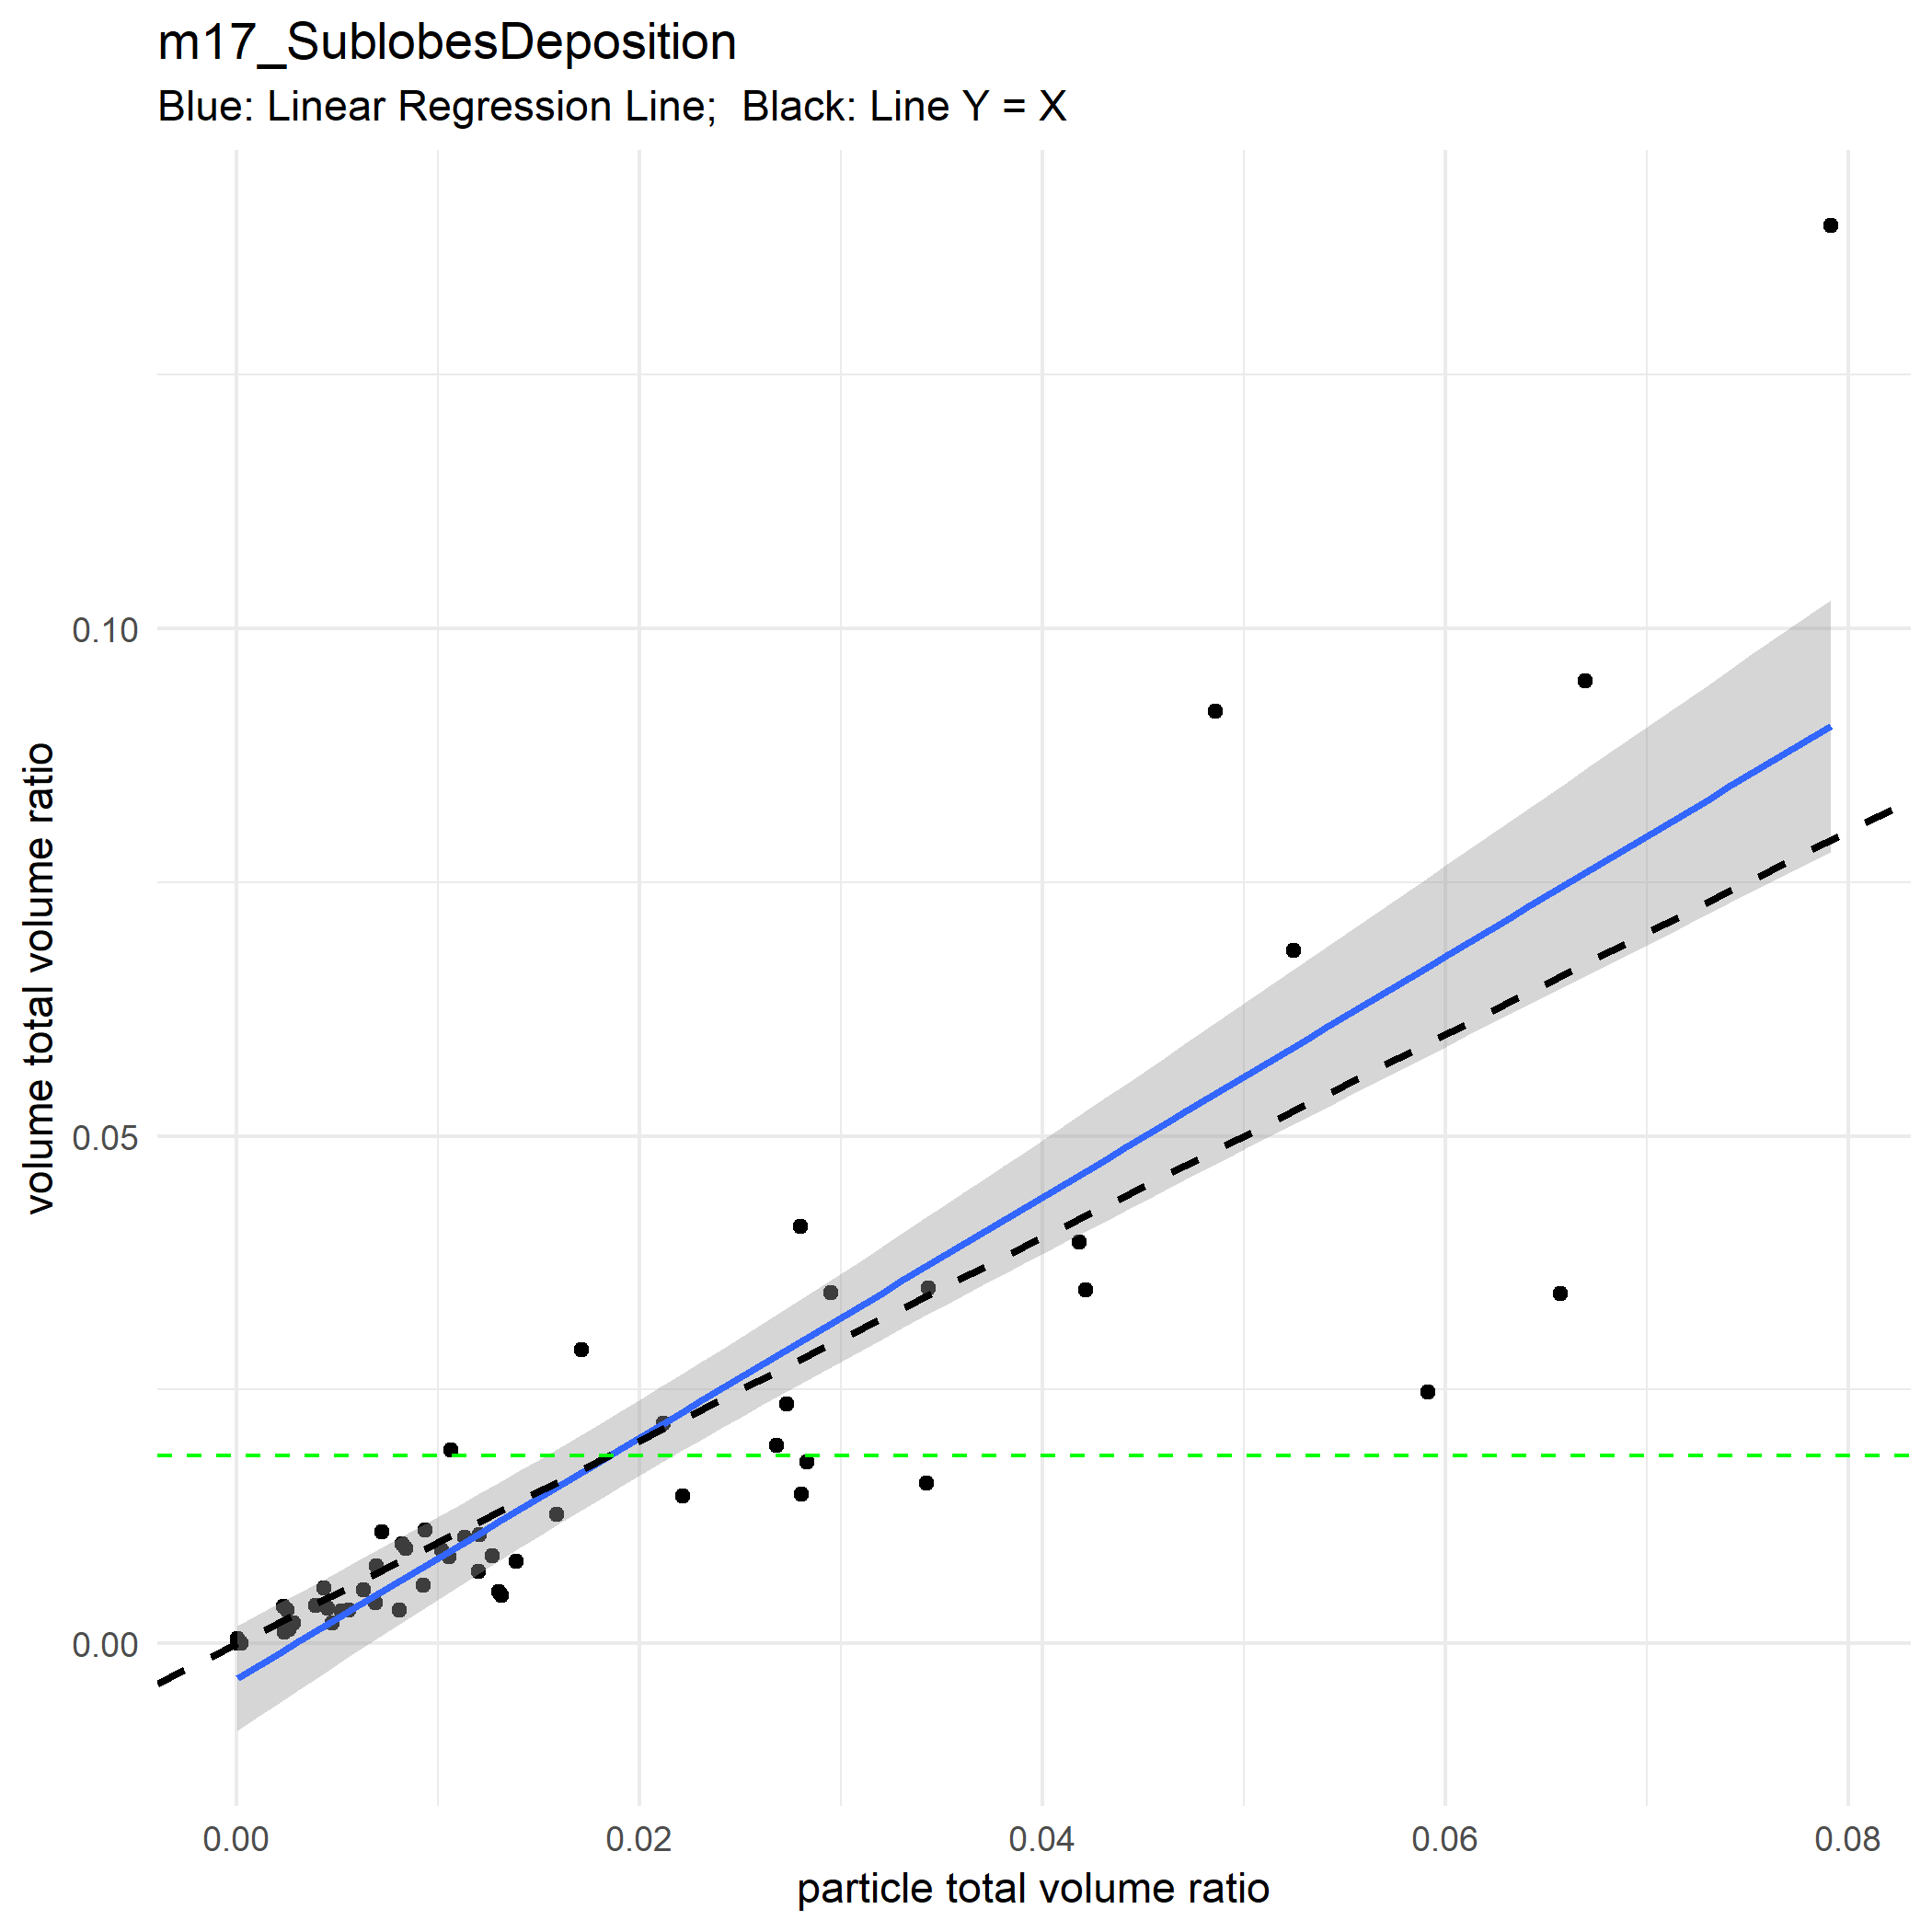 m17_SublobesDeposition
Blue: Linear Regression Line;  Black: Line Y = X
volume total volume ratio
0.10
0.05
0.00
0.00 0.02 0.04 0.06 0.08
particle total volume ratio